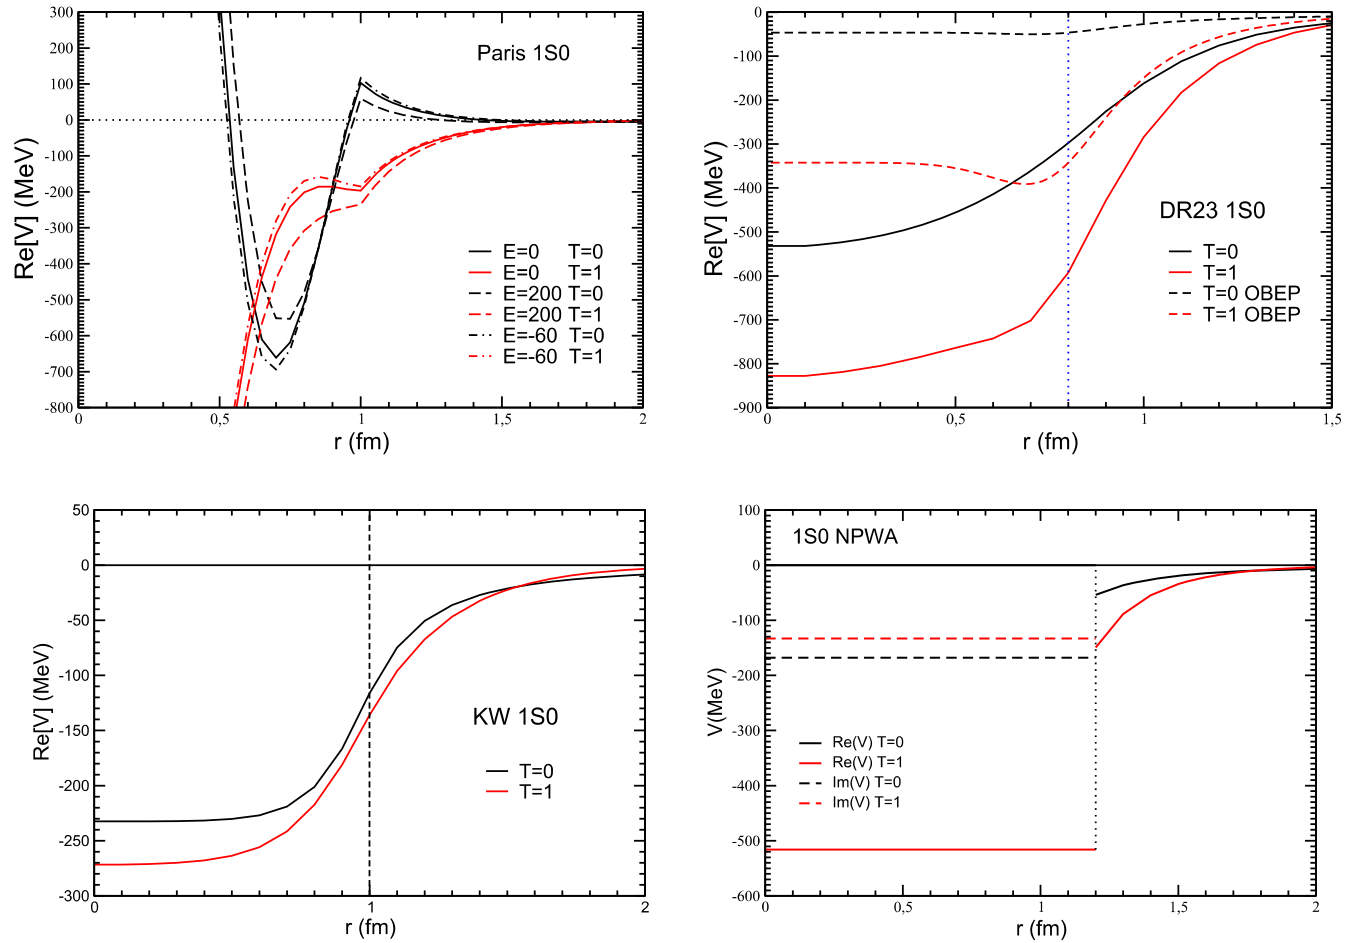 Paris 1S0
Re[V] (MeV)
300
200
100
0
-100
-200
-300
-400
-500
-600
-700
-800
E=0 T=0
E=0 T=1
E=200 T=0
E=200 T=1
E=-60 T=0
E=-60 T=1
0 0,5 1 1,5 2
r (fm)
DR23 1S0
Re[V] (MeV)
0
-100
-200
-300
-400
-500
-600
-700
-800
-900
T=0
T=1
T=0 OBEP
T=1 OBEP
0 0,5 1 1,5
r (fm)
KW 1S0
Re[V] (MeV)
50
0
-50
-100
-150
-200
-250
-300
T=0
T=1
0 1 2
r (fm)
1S0 NPWA
V(MeV)
100
0
-100
-200
-300
-400
-500
-600
Re(V) T=0
Re(V) T=1
Im(V) T=0
Im(V) T=1
0 0,5 1 1,5 2
r (fm)